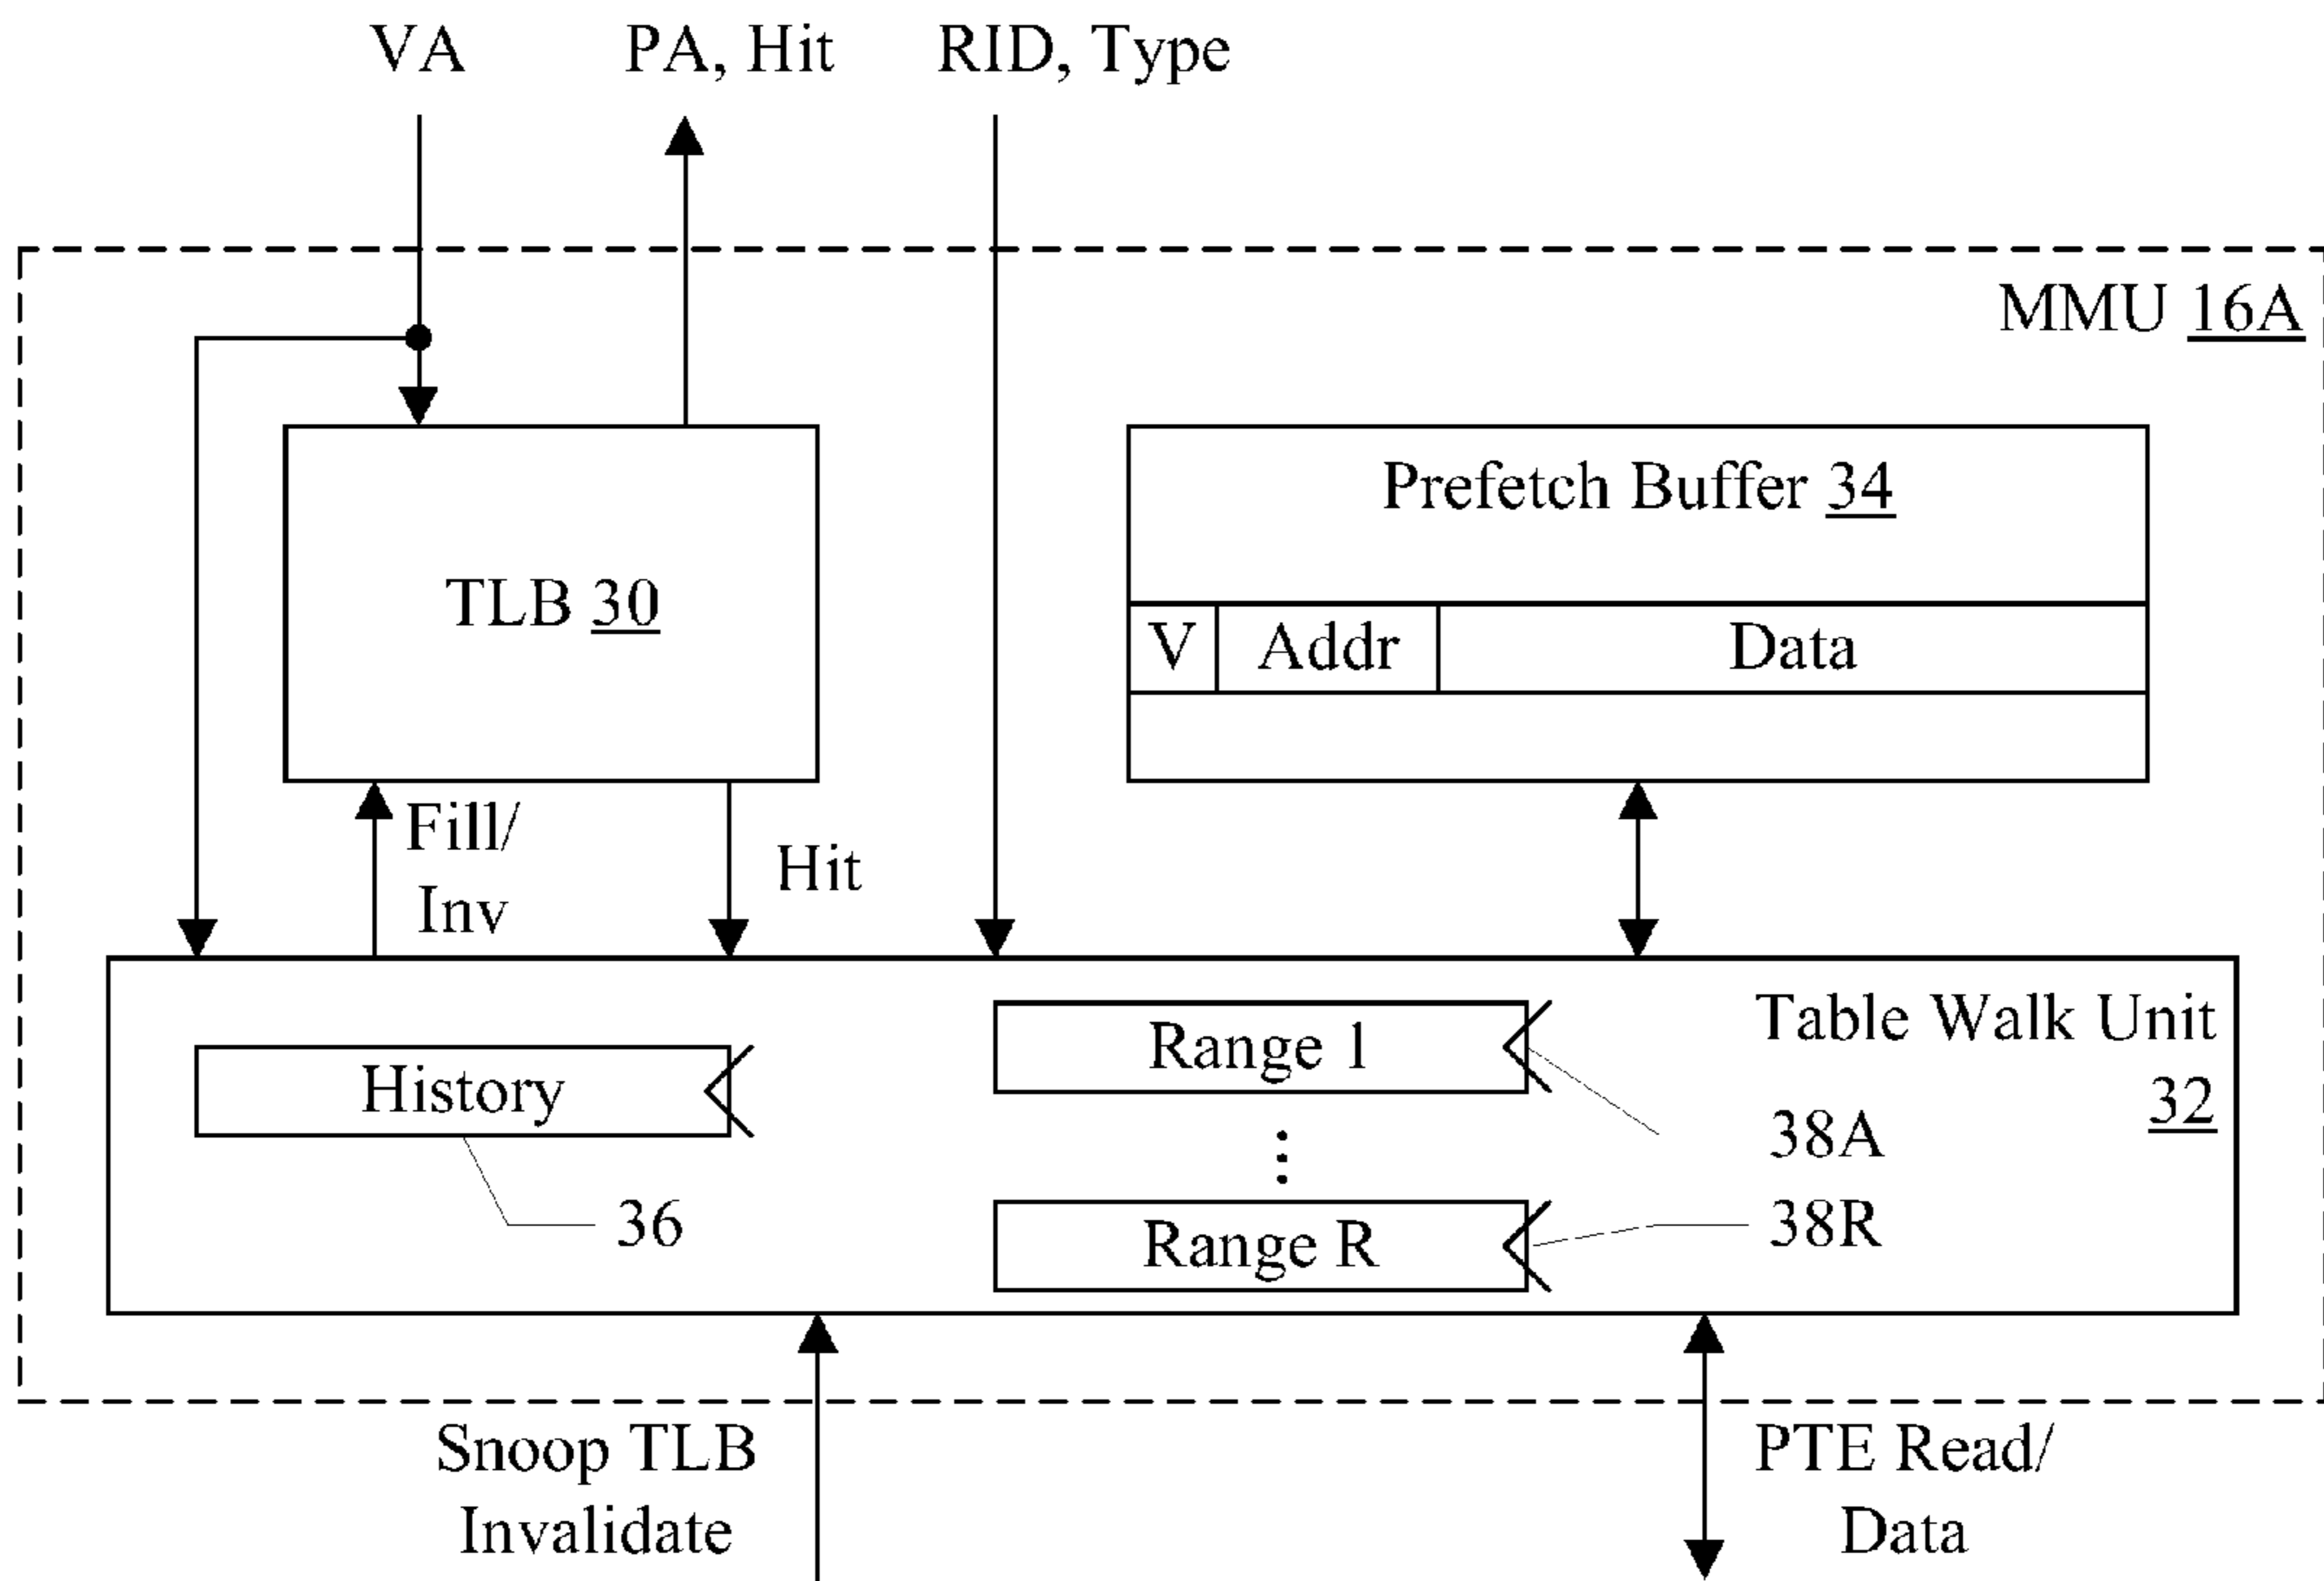 VA
PA, Hit
RID, Type
MMU 16A
TLB 30
Prefetch Buffer 34
V
Addr
Data
Fill/
Inv
Hit
Table Walk Unit
32
History
36
Range 1
38A
Range R
38R
Snoop TLB
Invalidate
PTE Read/
Data